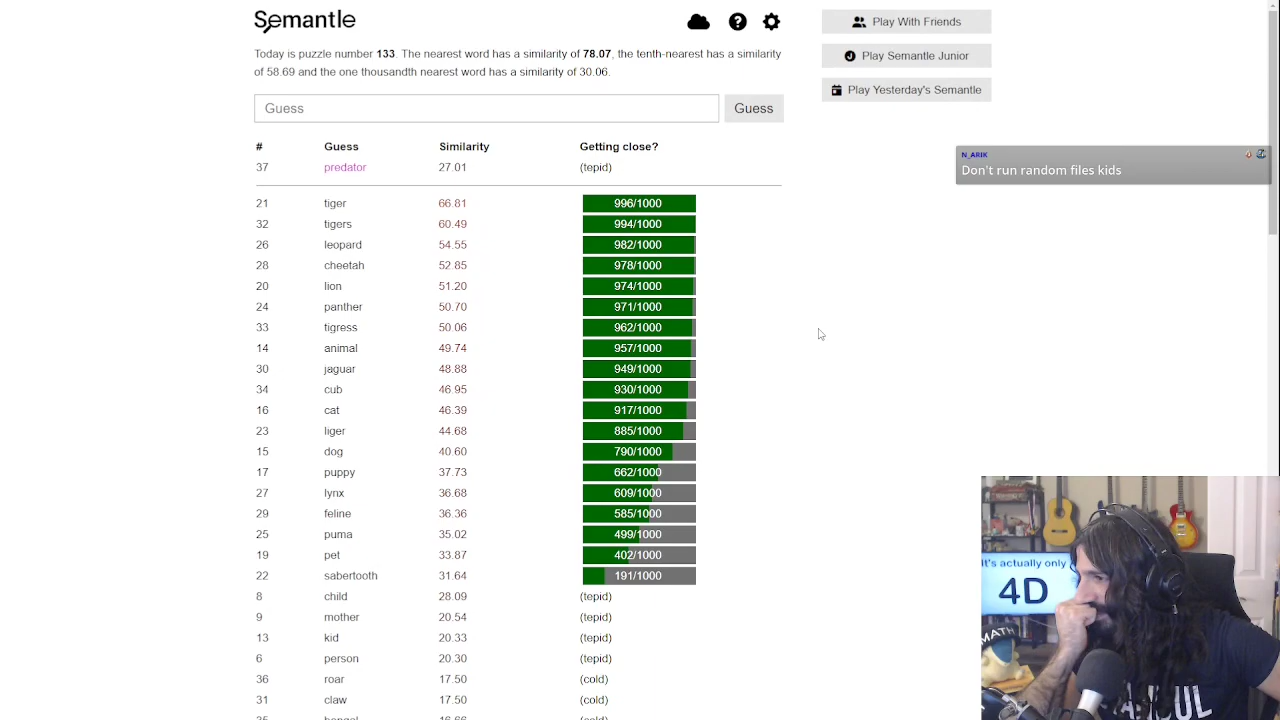 Semantle
Play With Friends
Today is puzzle number 133. The nearest word has a similarity of 78.07, the tenth-nearest has a similarity
of 58.69 and the one thousandth nearest word has a similarity of 30.06.
Play Semantle Junior
Play Yesterday's Semantle
Guess Guess
# Guess Similarity Getting close?
37 predator 27.01 (tepid)
21 tiger 66.81 996/1000
32 tigers 60.49 994/1000
26 leopard 54.55 982/1000
28 cheetah 52.85 978/1000
20 lion 51.20 974/1000
24 panther 50.70 971/1000
33 tigress 50.06 962/1000
14 animal 49.74 957/1000
30 jaguar 48.88 949/1000
34 cub 46.95 930/1000
16 cat 46.39 917/1000
23 liger 44.68 885/1000
15 dog 40.60 790/1000
17 puppy 37.73 662/1000
27 lynx 36.68 609/1000
29 feline 36.36 585/1000
25 puma 35.02 499/1000
19 pet 33.87 402/1000
22 sabertooth 31.64 191/1000
8 child 28.09 (tepid)
9 mother 20.54 (tepid)
13 kid 20.33 (tepid)
6 person 20.30 (tepid)
36 roar 17.50 (cold)
31 claw 17.50 (cold)
N_ARIK
Don't run random files kids
It's actually only
4D
MATH